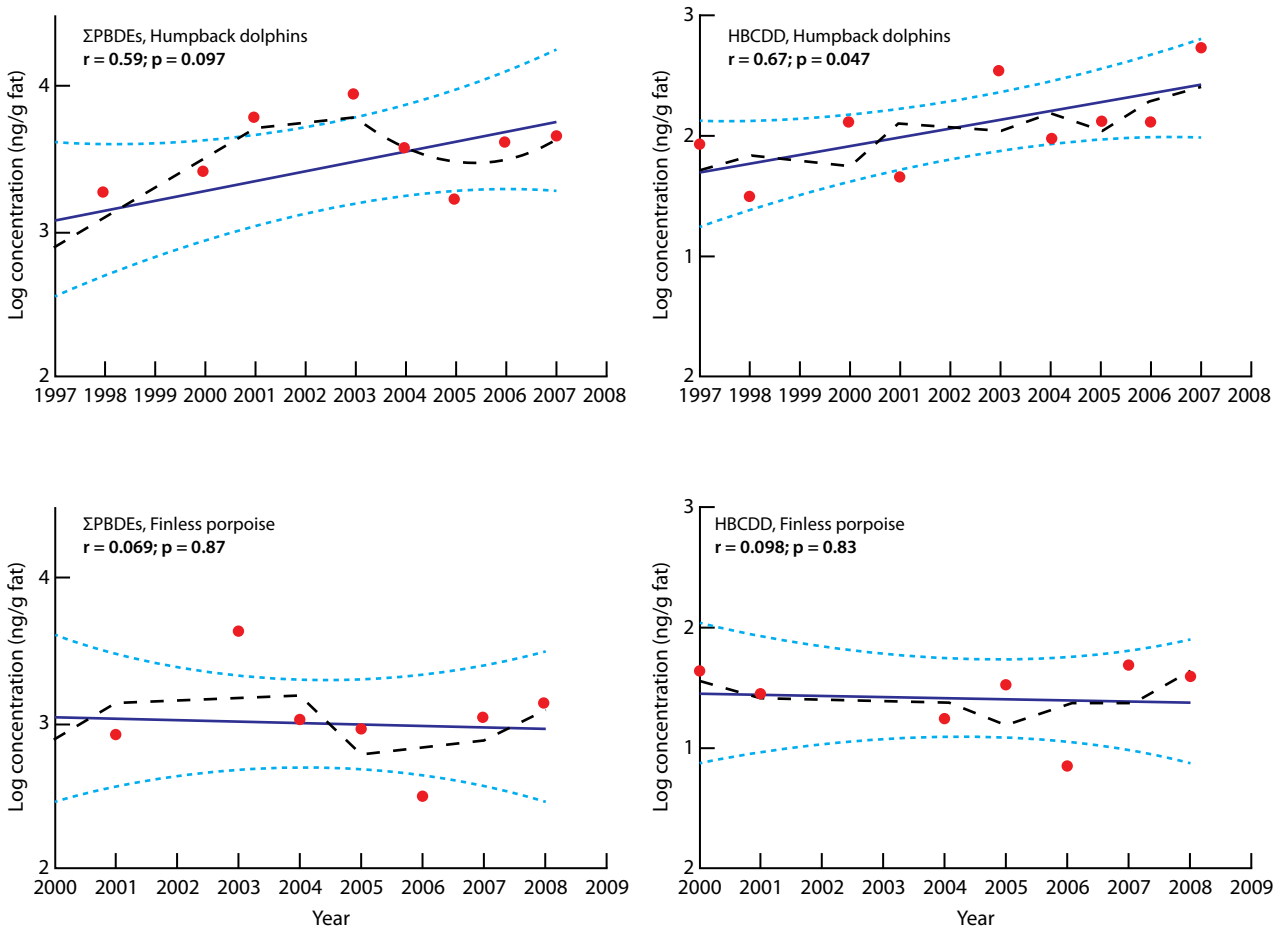 ΣPBDEs, Humpback dolphins
r = 0.59; p = 0.097
4
3
2
Log concentration (ng/g fat)
1997 1998 1999 2000 2001 2002 2003 2004 2005 2006 2007 2008
HBCDD, Humpback dolphins
r = 0.67; p = 0.047
3
2
1
2
Log concentration (ng/g fat)
1997 1998 1999 2000 2001 2002 2003 2004 2005 2006 2007 2008
ΣPBDEs, Finless porpoise
r = 0.069; p = 0.87
4
3
2
Log concentration (ng/g fat)
2000 2001 2002 2003 2004 2005 2006 2007 2008 2009
Year
HBCDD, Finless porpoise
r = 0.098; p = 0.83
3
2
1
2
Log concentration (ng/g fat)
2000 2001 2002 2003 2004 2005 2006 2007 2008 2009
Year